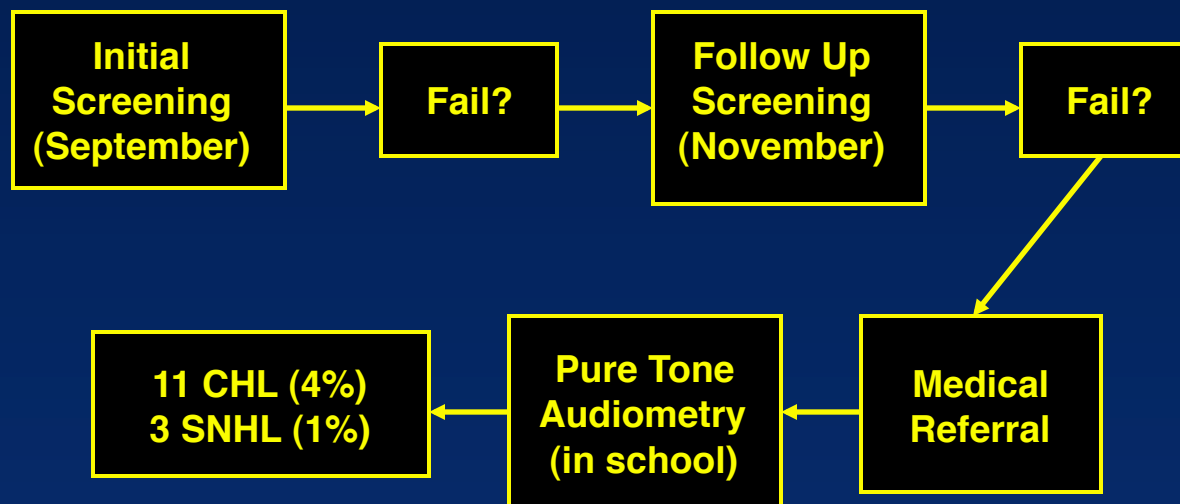 Initial
Screening
(September)
Fail?
Follow Up
Screening
(November)
Fail?
Medical
Referral
Pure Tone
Audiometry
(in school)
11 CHL (4%)
3 SNHL (1%)